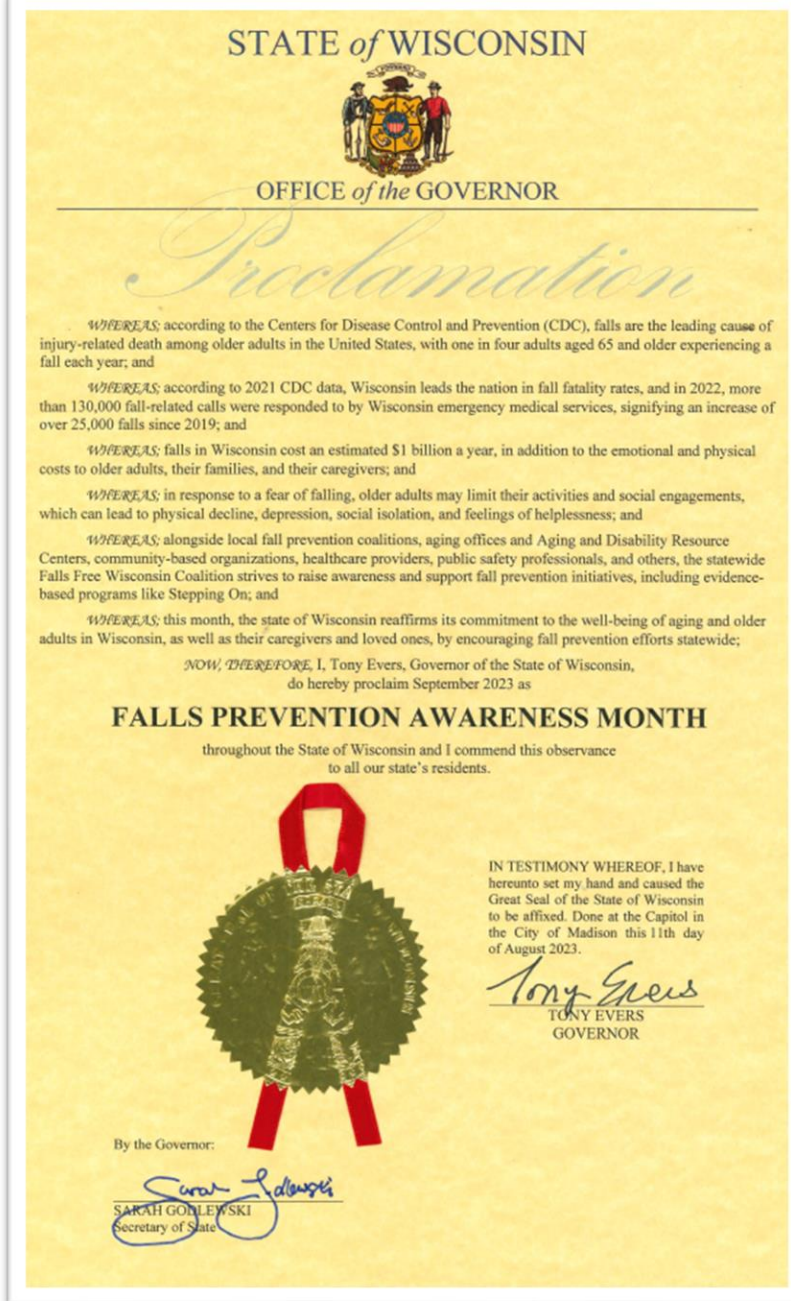 STATE of WISCONSIN
FORWARD
OFFICE of the GOVERNOR
Proclamation
WHEREAS; according to the Centers for Disease Control and Prevention (CDC), falls are the leading cause of
injury-related death among older adults in the United States, with one in four adults aged 65 and older experiencing a
fall each year; and
WHEREAS; according to 2021 CDC data, Wisconsin leads the nation in fall fatality rates, and in 2022, more
than 130,000 fall-related calls were responded to by Wisconsin emergency medical services, signifying an increase of
over 25,000 falls since 2019; and
WHEREAS; falls in Wisconsin cost an estimated $1 billion a year, in addition to the emotional and physical
costs to older adults, their families, and their caregivers; and
WHEREAS; in response to a fear of falling, older adults may limit their activities and social engagements,
which can lead to physical decline, depression, social isolation, and feelings of helplessness; and
WHEREAS; alongside local fall prevention coalitions, aging offices and Aging and Disability Resource
Centers, community-based organizations, healthcare providers, public safety professionals, and others, the statewide
Falls Free Wisconsin Coalition strives to raise awareness and support fall prevention initiatives, including evidence-
based programs like Stepping On; and
WHEREAS; this month, the state of Wisconsin reaffirms its commitment to the well-being of aging and older
adults in Wisconsin, as well as their caregivers and loved ones, by encouraging fall prevention efforts statewide;
NOW, THEREFORE, I, Tony Evers, Governor of the State of Wisconsin,
do hereby proclaim September 2023 as
FALLS PREVENTION AWARENESS MONTH
throughout the State of Wisconsin and I commend this observance
to all our state's residents.
IN TESTIMONY WHEREOF, I have
hereunto set my hand and caused the
Great Seal of the State of Wisconsin
to be affixed. Done at the Capitol in
the City of Madison this 11th day
of August 2023.
Tony Evers
TONY EVERS
GOVERNOR
By the Governor:
Sarah Godlewski
SARAH GODLEWSKI
Secretary of State